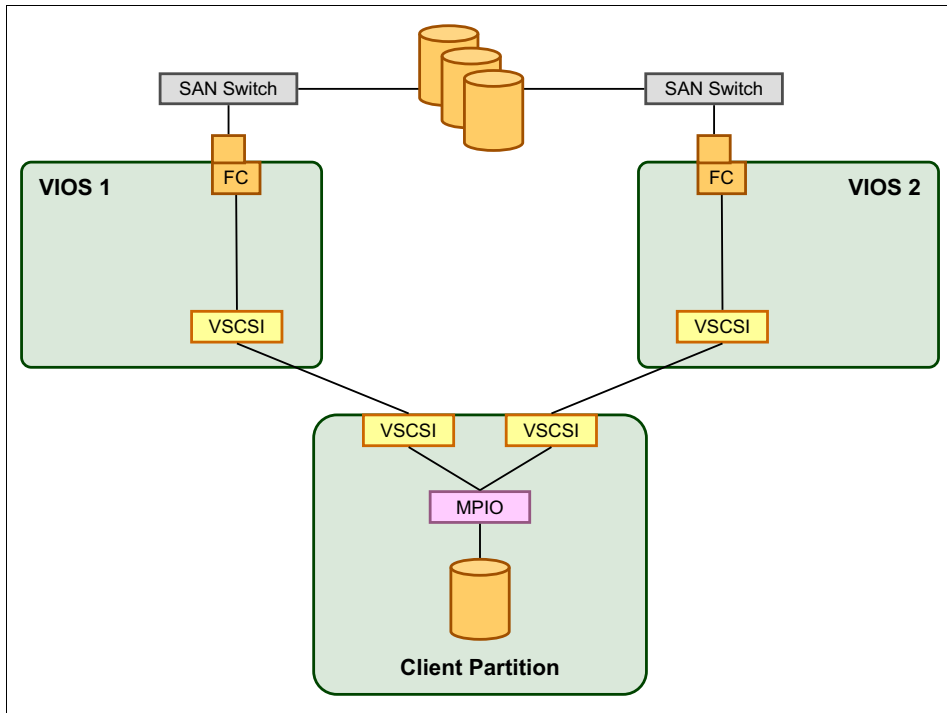 SAN Switch
SAN Switch
FC
FC
VIOS 1
VIOS 2
VSCSI
VSCSI
VSCSI
VSCSI
MPIO
Client Partition